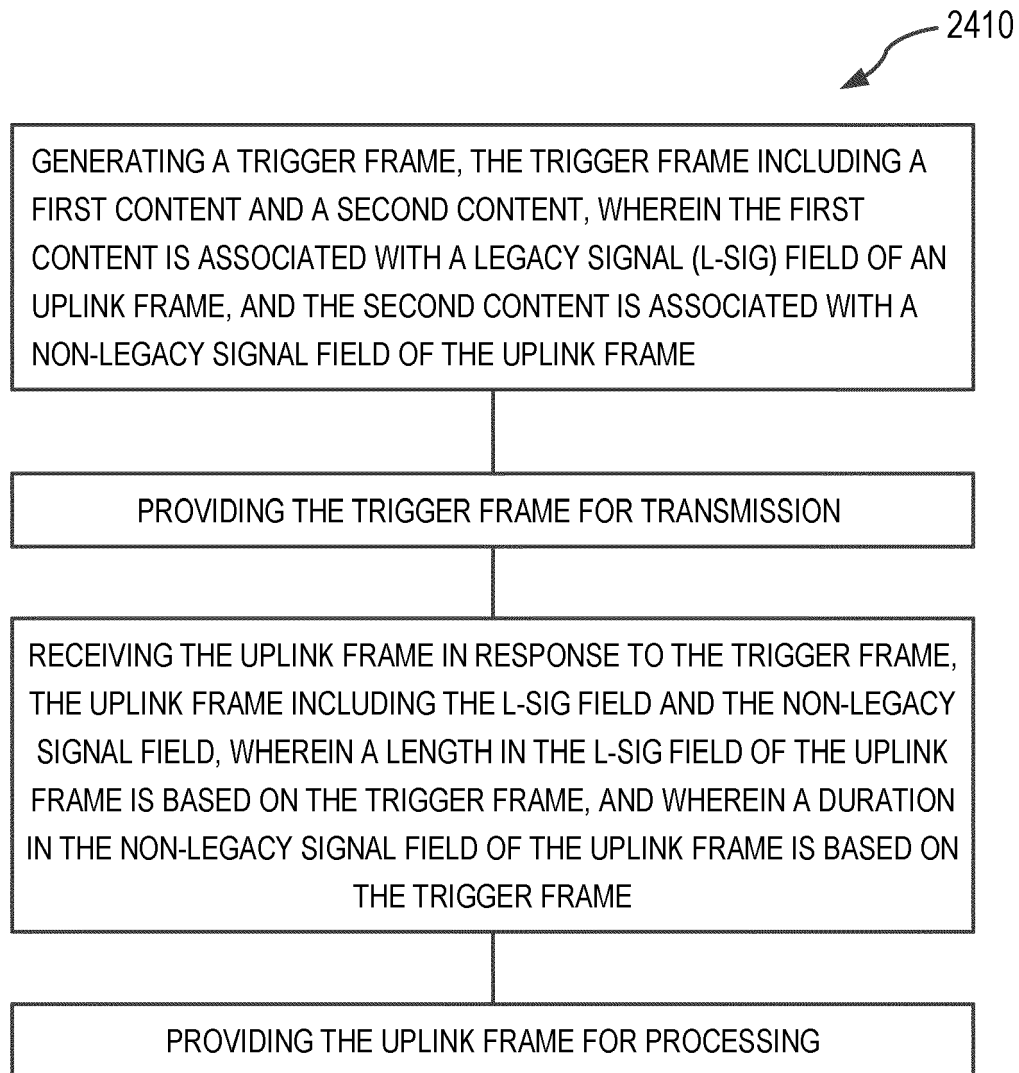 2410
GENERATING A TRIGGER FRAME, THE TRIGGER FRAME INCLUDING A
FIRST CONTENT AND A SECOND CONTENT, WHEREIN THE FIRST
CONTENT IS ASSOCIATED WITH A LEGACY SIGNAL (L-SIG) FIELD OF AN
UPLINK FRAME, AND THE SECOND CONTENT IS ASSOCIATED WITH A
NON-LEGACY SIGNAL FIELD OF THE UPLINK FRAME
PROVIDING THE TRIGGER FRAME FOR TRANSMISSION
RECEIVING THE UPLINK FRAME IN RESPONSE TO THE TRIGGER FRAME,
THE UPLINK FRAME INCLUDING THE L-SIG FIELD AND THE NON-LEGACY
SIGNAL FIELD, WHEREIN A LENGTH IN THE L-SIG FIELD OF THE UPLINK
FRAME IS BASED ON THE TRIGGER FRAME, AND WHEREIN A DURATION
IN THE NON-LEGACY SIGNAL FIELD OF THE UPLINK FRAME IS BASED ON
THE TRIGGER FRAME
PROVIDING THE UPLINK FRAME FOR PROCESSING